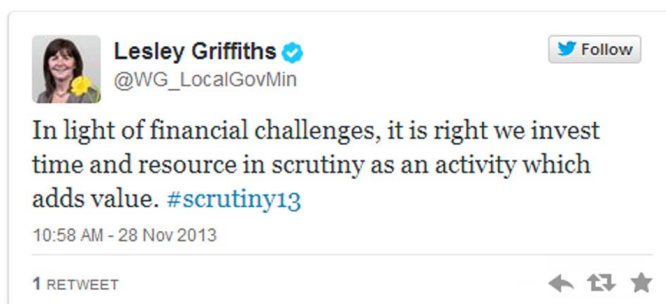 Lesley Griffiths
Follow
@WG_LocalGovMin
In light of financial challenges, it is right we invest
time and resource in scrutiny as an activity which
adds value. #scrutiny13
10:58 AM - 28 Nov 2013
1 RETWEET